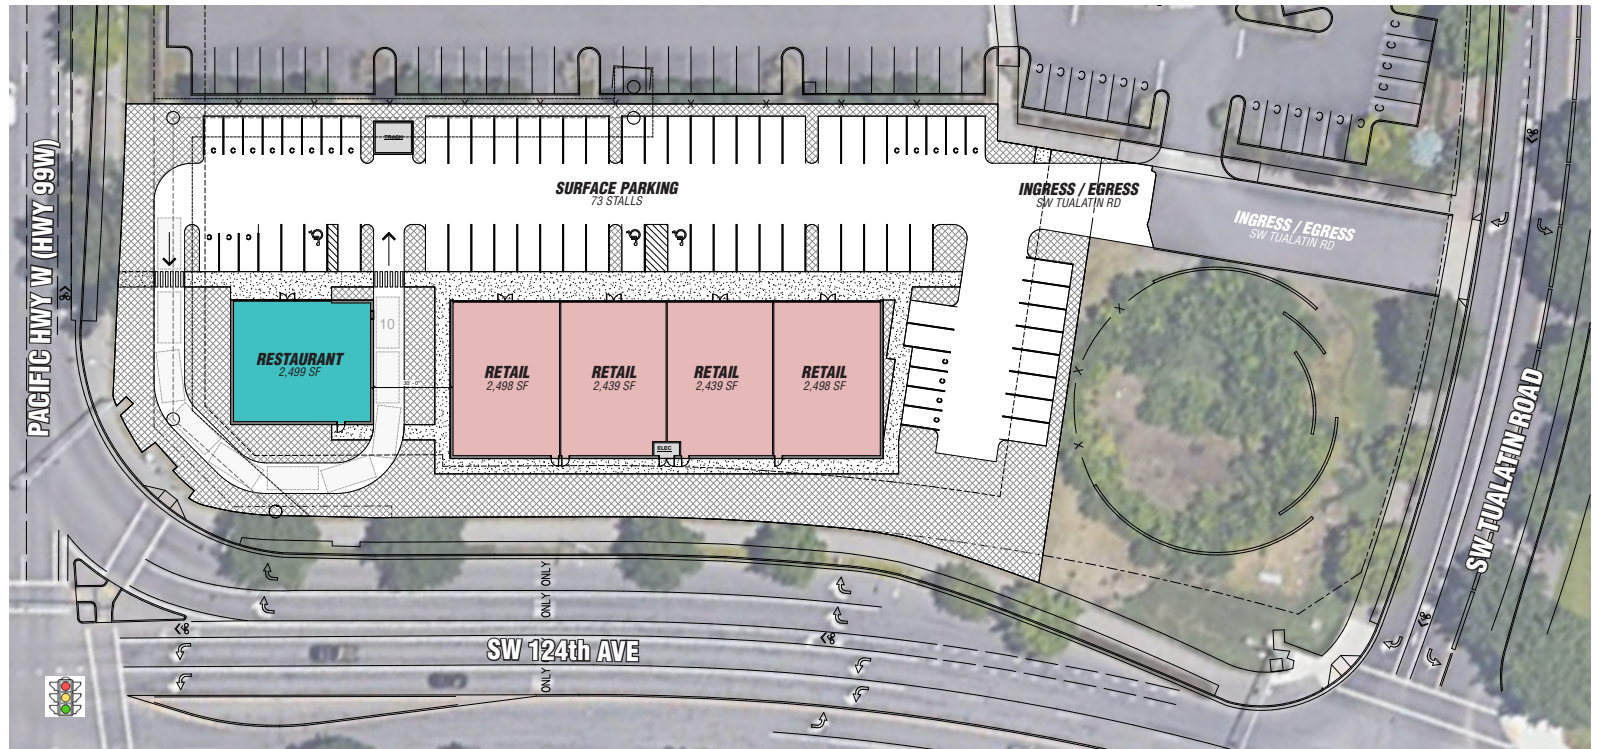 TRASH
SURFACE PARKING
73 STALLS
INGRESS / EGRESS
SW TUALATIN RD
INGRESS / EGRESS
SW TUALATIN RD
PACIFIC HWY W (HWY 99W)
10
RESTAURANT
2,499 SF
RETAIL
2,498 SF
RETAIL
2,439 SF
RETAIL
2,439 SF
RETAIL
2,498 SF
ELEC
SW TUALATIN ROAD
ONLY
ONLY
SW 124th AVE
ONLY
ONLY